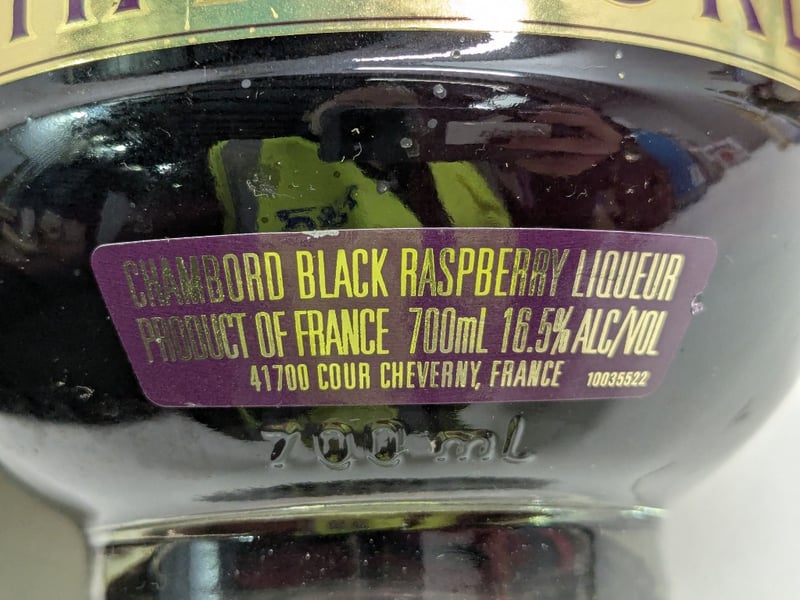 CHAMBORD BLACK RASPBERRY LIQUEUR
PRODUCT OF FRANCE 700mL 16.5% ALC/VOL
41700 COUR CHEVERNY, FRANCE 10035522
700 ml